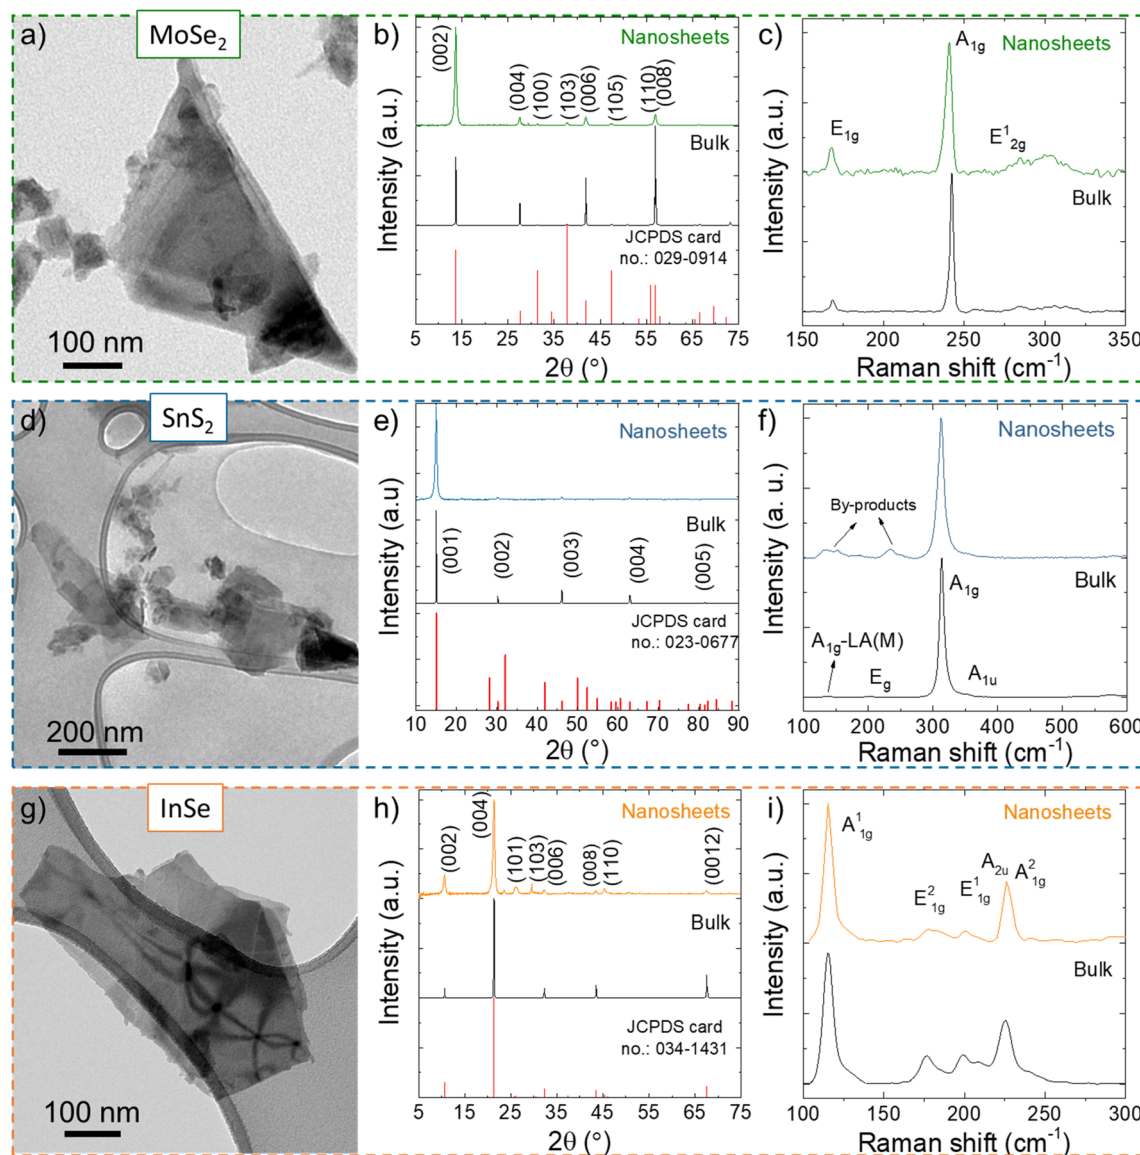 a)
MoSe₂
100 nm
b)
Nanosheets
(002)
(004)
(100)
(103)
(006)
(105)
(110)
(008)
Bulk
JCPDS card
no.: 029-0914
Intensity (a.u.)
5 15 25 35 45 55 65 75
2θ (°)
c)
A₁g Nanosheets
E₁g
E¹₂g
Bulk
Intensity (a.u.)
150 200 250 300 350
Raman shift (cm⁻¹)
d)
SnS₂
200 nm
e)
Nanosheets
Bulk
(001)
(002)
(003)
(004)
(005)
JCPDS card
no.: 023-0677
Intensity (a.u)
10 20 30 40 50 60 70 80 90
2θ (°)
f)
Nanosheets
By-products
Bulk
A₁g
A₁g-LA(M)
Eg
A₁u
Intensity (a. u.)
100 200 300 400 500 600
Raman shift (cm⁻¹)
g)
InSe
100 nm
h)
Nanosheets
(002)
(004)
(101)
(103)
(006)
(008)
(110)
(0012)
Bulk
JCPDS card
no.: 034-1431
Intensity (a.u.)
5 15 25 35 45 55 65 75
2θ (°)
i)
Nanosheets
A¹₁g
E²₁g
E¹₁g
A₂u
A²₁g
Bulk
Intensity (a.u.)
100 150 200 250 300
Raman shift (cm⁻¹)